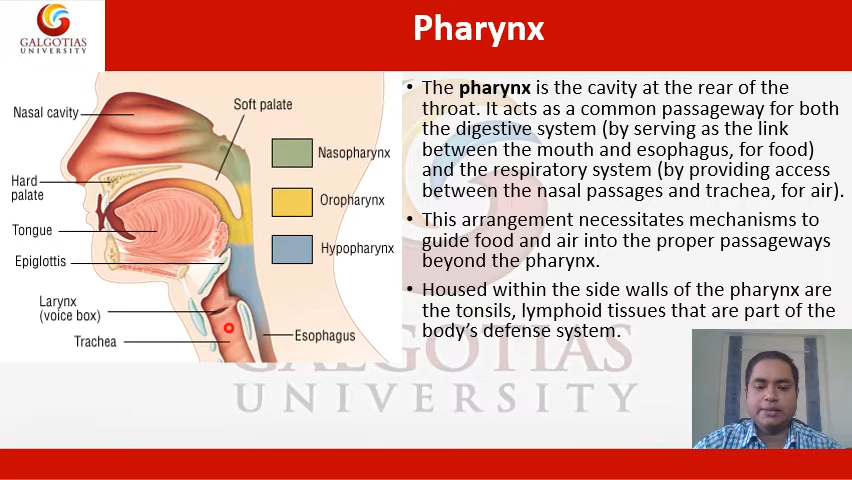 GALGOTIAS
UNIVERSITY
Pharynx
Nasal cavity
Soft palate
Nasopharynx
Hard
palate
Oropharynx
Tongue
Hypopharynx
Epiglottis
Larynx
(voice box)
Trachea
Esophagus
• The pharynx is the cavity at the rear of the
throat. It acts as a common passageway for both
the digestive system (by serving as the link
between the mouth and esophagus, for food)
and the respiratory system (by providing access
between the nasal passages and trachea, for air).
• This arrangement necessitates mechanisms to
guide food and air into the proper passageways
beyond the pharynx.
• Housed within the side walls of the pharynx are
the tonsils, lymphoid tissues that are part of the
body's defense system.
GALGOTIAS
UNIVERSITY